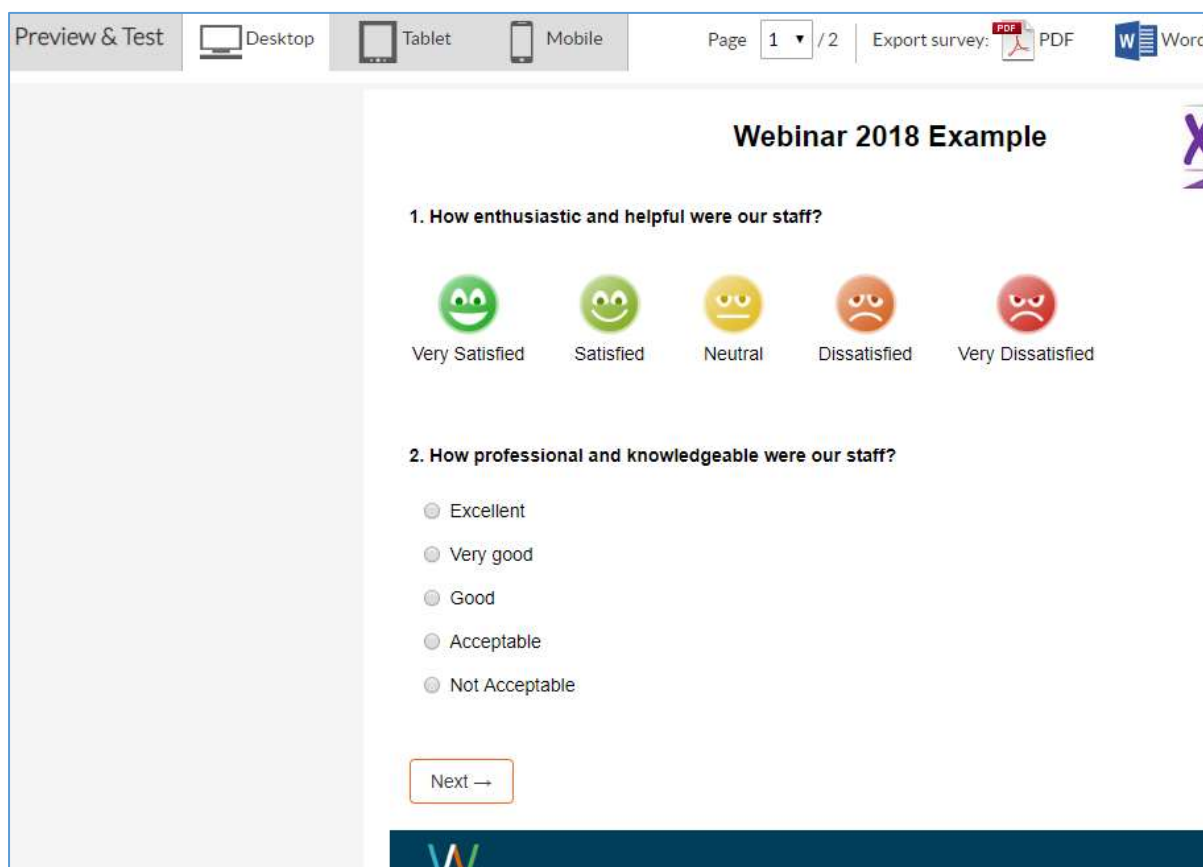 Preview & Test Desktop Tablet Mobile Page 1 / 2 Export survey: PDF PDF W Word
Webinar 2018 Example
1. How enthusiastic and helpful were our staff?
Very Satisfied Satisfied Neutral Dissatisfied Very Dissatisfied
2. How professional and knowledgeable were our staff?
Excellent
Very good
Good
Acceptable
Not Acceptable
Next →